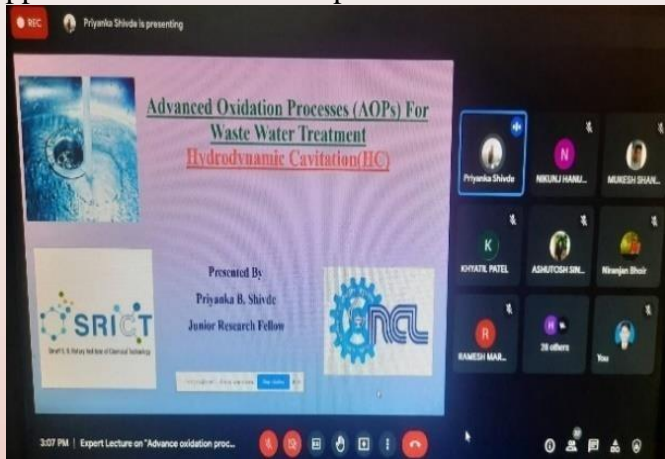 REC
Priyanka Shivde is presenting
Advanced Oxidation Processes (AOPs) For
Waste Water Treatment
Hydrodynamic Cavitation(HC)
Presented By
Priyanka B. Shivde
Junior Research Fellow
SRICT
ncl
Priyanka Shivde
NIKUNJ HANU...
MUKESH SHAN...
KHYATIL PATEL
ASHUTOSH SIN...
Niranjan Bhoir
RAMESH MAR...
28 others
You
N
K
R
H
3:07 PM | Expert Lecture on "Advance oxidation proc...